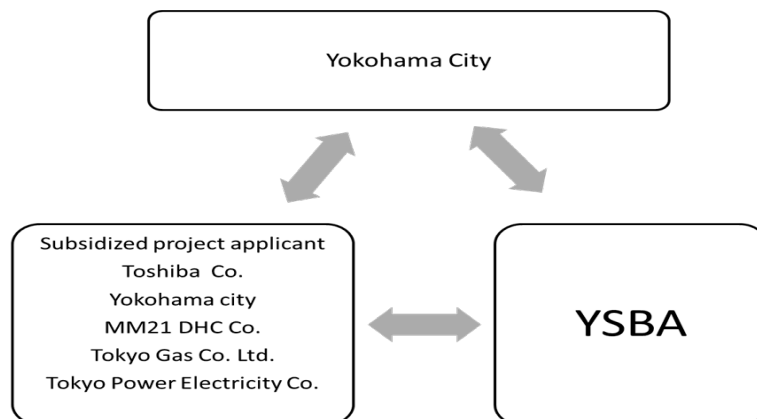 Yokohama City
Subsidized project applicant
Toshiba Co.
Yokohama city
MM21 DHC Co.
Tokyo Gas Co. Ltd.
Tokyo Power Electricity Co.
YSBA